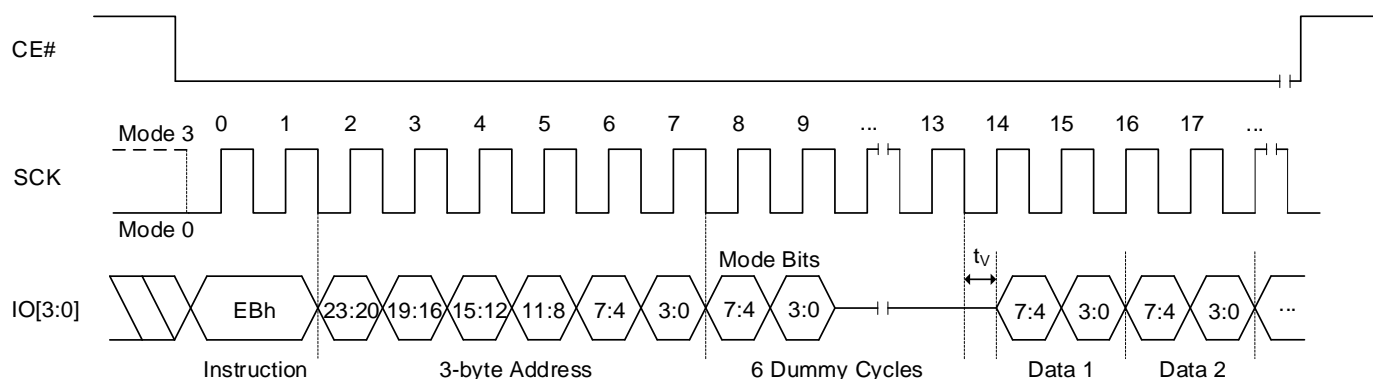 CE#
0 1 2 3 4 5 6 7 8 9 ... 13 14 15 16 17 ...
Mode 3
SCK
Mode 0
Mode Bits
tV
IO[3:0]
EBh 23:20 19:16 15:12 11:8 7:4 3:0 7:4 3:0 7:4 3:0 7:4 3:0 ...
Instruction 3-byte Address 6 Dummy Cycles Data 1 Data 2